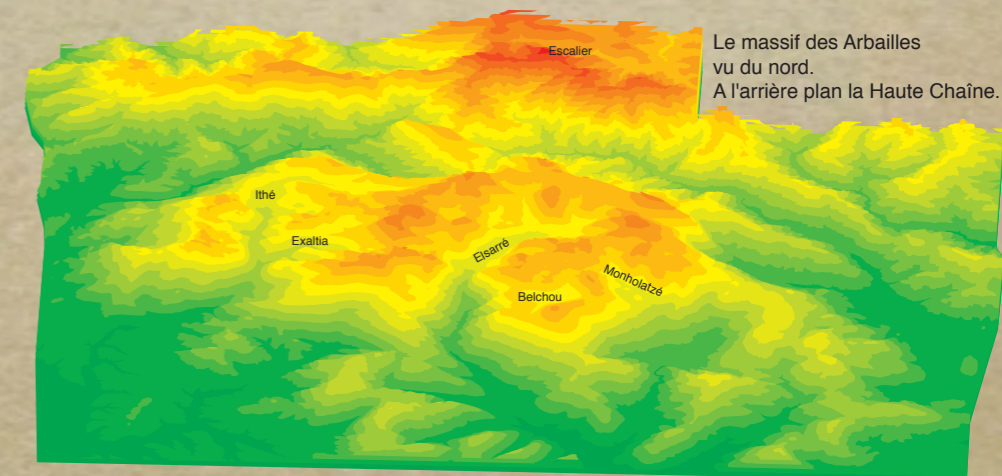 Escalier
Le massif des Arbailles
vu du nord.
A l'arrière plan la Haute Chaîne.
Ithé
Exaltia
Elsarré
Monholatzé
Belchou